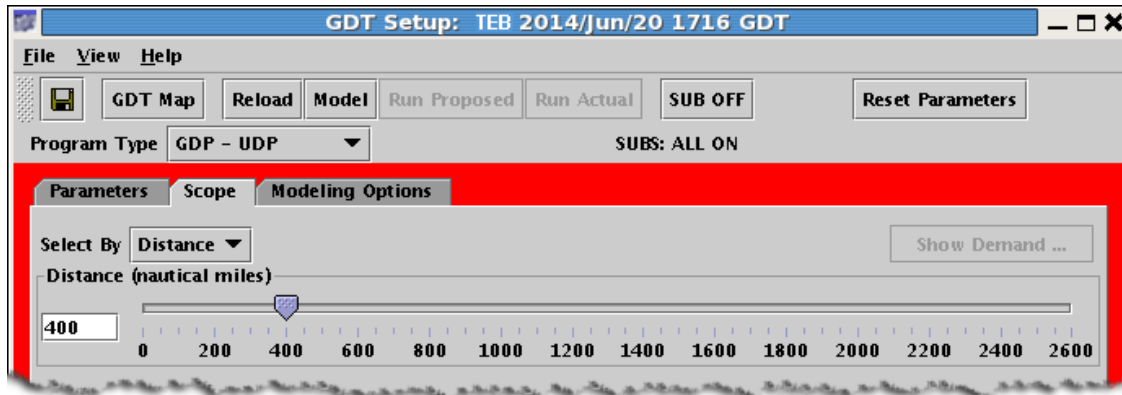 GDT Setup: TEB 2014/Jun/20 1716 GDT
File View Help
GDT Map Reload Model Run Proposed Run Actual SUB OFF Reset Parameters
Program Type GDP - UDP SUBS: ALL ON
Parameters Scope Modeling Options
Select By Distance Show Demand ...
Distance (nautical miles)
400
0 200 400 600 800 1000 1200 1400 1600 1800 2000 2200 2400 2600